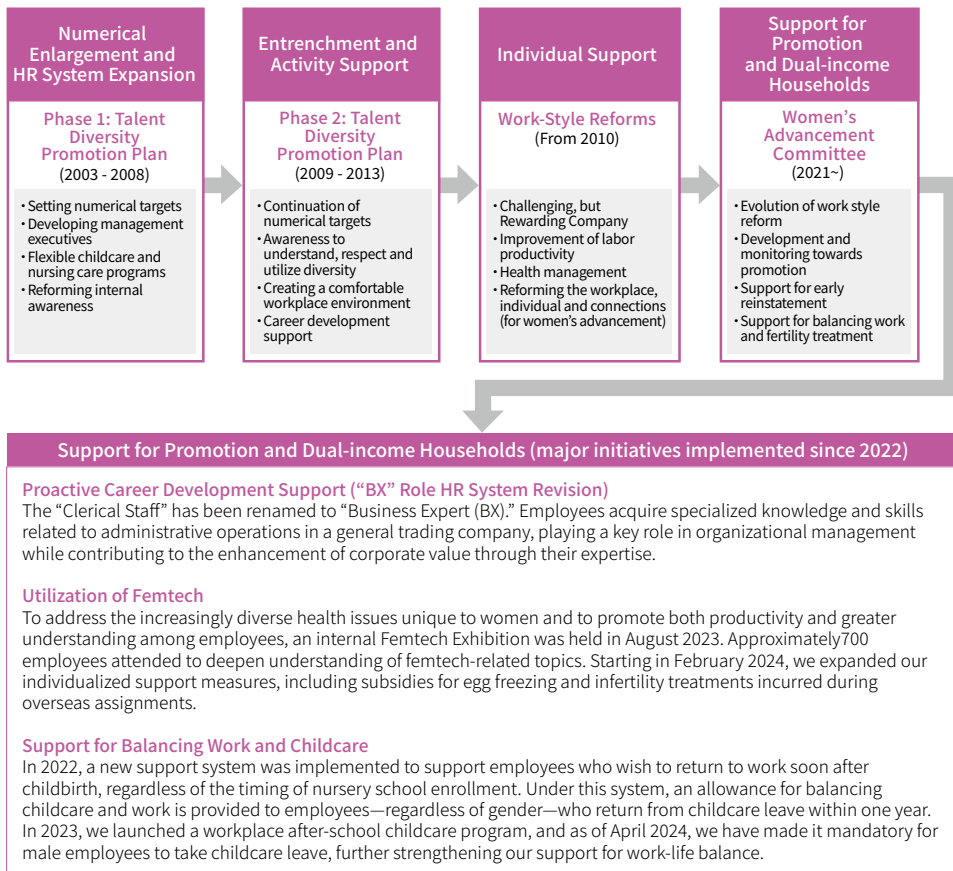 Numerical
Enlargement and
HR System Expansion
Phase 1: Talent
Diversity
Promotion Plan
(2003 - 2008)
・Setting numerical targets
・Developing management
executives
・Flexible childcare and
nursing care programs
・Reforming internal
awareness
Entrenchment and
Activity Support
Phase 2: Talent
Diversity
Promotion Plan
(2009 - 2013)
・Continuation of
numerical targets
・Awareness to
understand, respect and
utilize diversity
・Creating a comfortable
workplace environment
・Career development
support
Individual Support
Work-Style Reforms
(From 2010)
・Challenging, but
Rewarding Company
・Improvement of labor
productivity
・Health management
・Reforming the workplace,
individual and connections
(for women’s advancement)
Support for
Promotion
and Dual-income
Households
Women’s
Advancement
Committee
(2021~)
・Evolution of work style
reform
・Development and
monitoring towards
promotion
・Support for early
reinstatement
・Support for balancing work
and fertility treatment
Support for Promotion and Dual-income Households (major initiatives implemented since 2022)
Proactive Career Development Support (“BX” Role HR System Revision)
The “Clerical Staff” has been renamed to “Business Expert (BX).” Employees acquire specialized knowledge and skills
related to administrative operations in a general trading company, playing a key role in organizational management
while contributing to the enhancement of corporate value through their expertise.
Utilization of Femtech
To address the increasingly diverse health issues unique to women and to promote both productivity and greater
understanding among employees, an internal Femtech Exhibition was held in August 2023. Approximately700
employees attended to deepen understanding of femtech-related topics. Starting in February 2024, we expanded our
individualized support measures, including subsidies for egg freezing and infertility treatments incurred during
overseas assignments.
Support for Balancing Work and Childcare
In 2022, a new support system was implemented to support employees who wish to return to work soon after
childbirth, regardless of the timing of nursery school enrollment. Under this system, an allowance for balancing
childcare and work is provided to employees—regardless of gender—who return from childcare leave within one year.
In 2023, we launched a workplace after-school childcare program, and as of April 2024, we have made it mandatory for
male employees to take childcare leave, further strengthening our support for work-life balance.